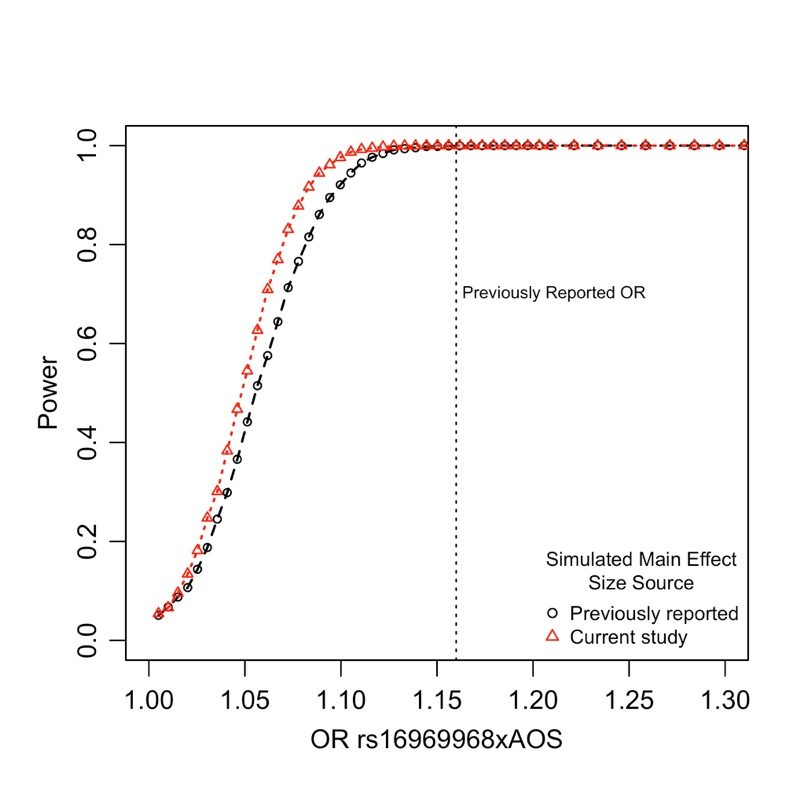 1.0
0.8
0.6
0.4
0.2
0.0
Power
Previously Reported OR
Simulated Main Effect
Size Source
Previously reported
Current study
1.00 1.05 1.10 1.15 1.20 1.25 1.30
OR rs16969968xAOS